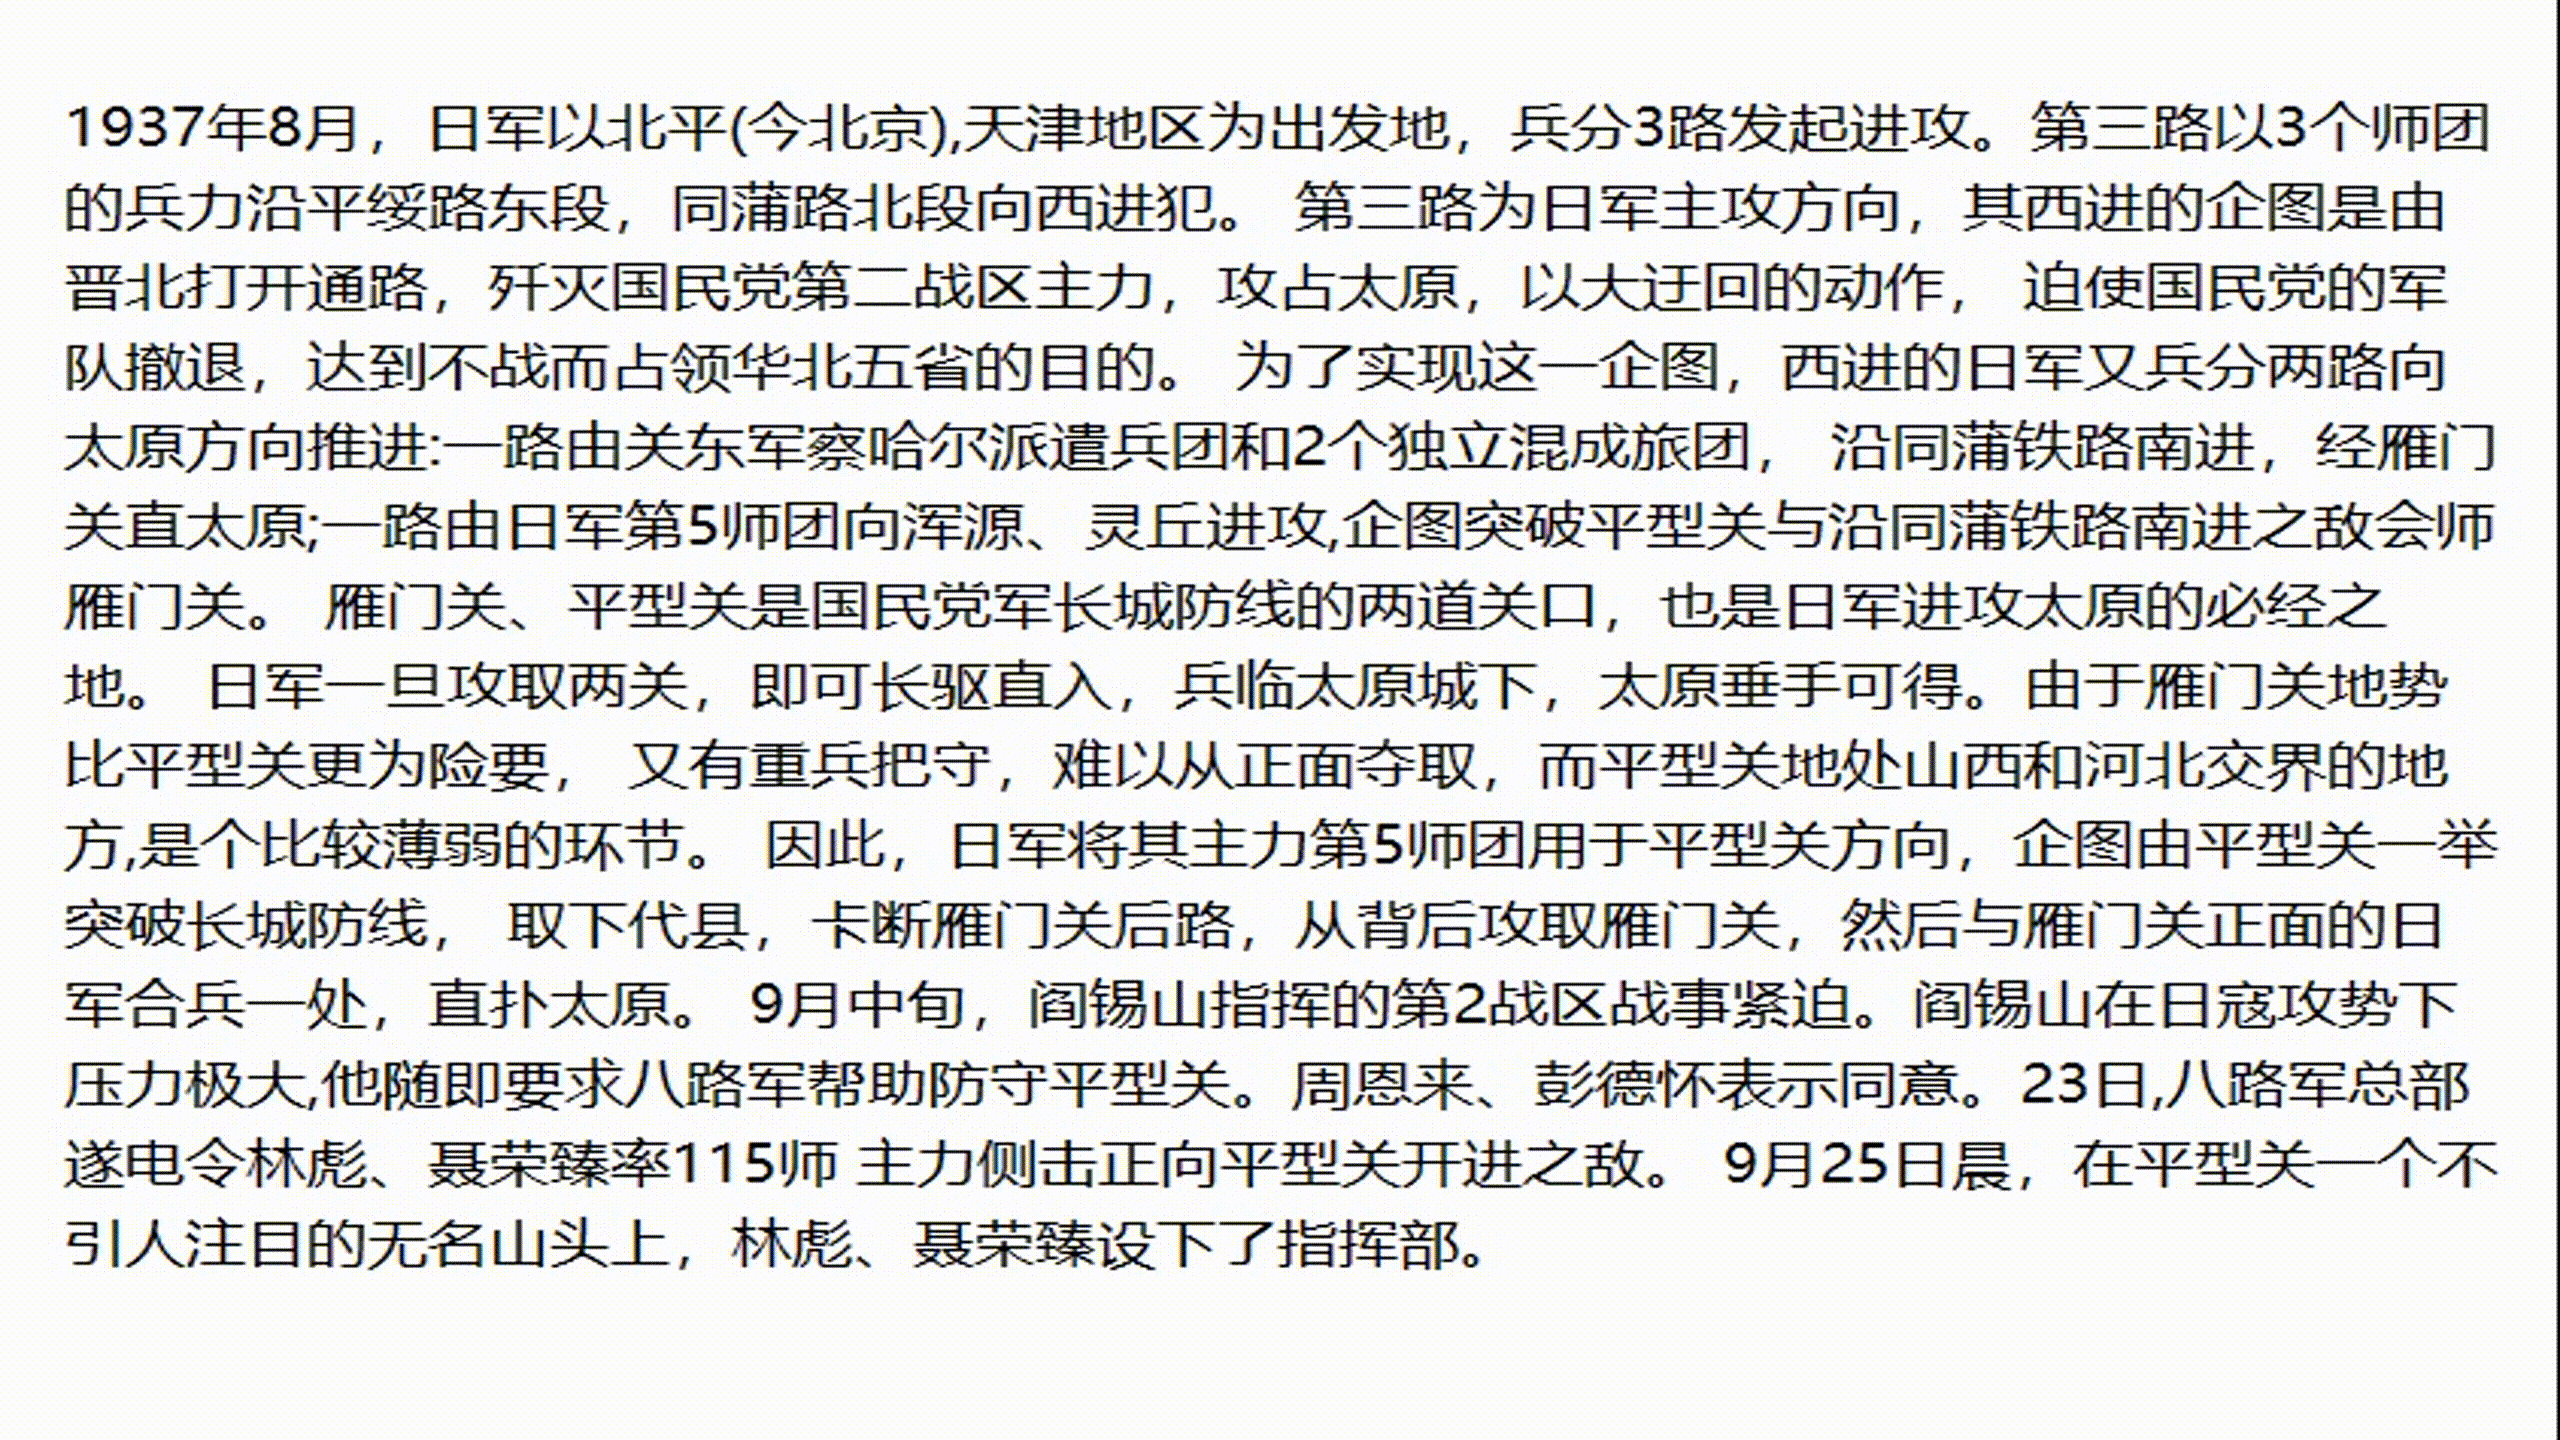 1937年8月，日军以北平(今北京),天津地区为出发地，兵分3路发起进攻。第三路以3个师团
的兵力沿平绥路东段，同蒲路北段向西进犯。 第三路为日军主攻方向，其西进的企图是由
晋北打开通路，歼灭国民党第二战区主力，攻占太原，以大迂回的动作， 迫使国民党的军
队撤退，达到不战而占领华北五省的目的。 为了实现这一企图，西进的日军又兵分两路向
太原方向推进:一路由关东军察哈尔派遣兵团和2个独立混成旅团， 沿同蒲铁路南进，经雁门
关直太原;一路由日军第5师团向浑源、灵丘进攻,企图突破平型关与沿同蒲铁路南进之敌会师
雁门关。 雁门关、平型关是国民党军长城防线的两道关口，也是日军进攻太原的必经之
地。 日军一旦攻取两关，即可长驱直入，兵临太原城下，太原垂手可得。由于雁门关地势
比平型关更为险要， 又有重兵把守，难以从正面夺取，而平型关地处山西和河北交界的地
方,是个比较薄弱的环节。 因此，日军将其主力第5师团用于平型关方向，企图由平型关一举
突破长城防线， 取下代县，卡断雁门关后路，从背后攻取雁门关，然后与雁门关正面的日
军合兵一处，直扑太原。 9月中旬，阎锡山指挥的第2战区战事紧迫。阎锡山在日寇攻势下
压力极大,他随即要求八路军帮助防守平型关。周恩来、彭德怀表示同意。23日,八路军总部
遂电令林彪、聂荣臻率115师 主力侧击正向平型关开进之敌。 9月25日晨，在平型关一个不
引人注目的无名山头上，林彪、聂荣臻设下了指挥部。